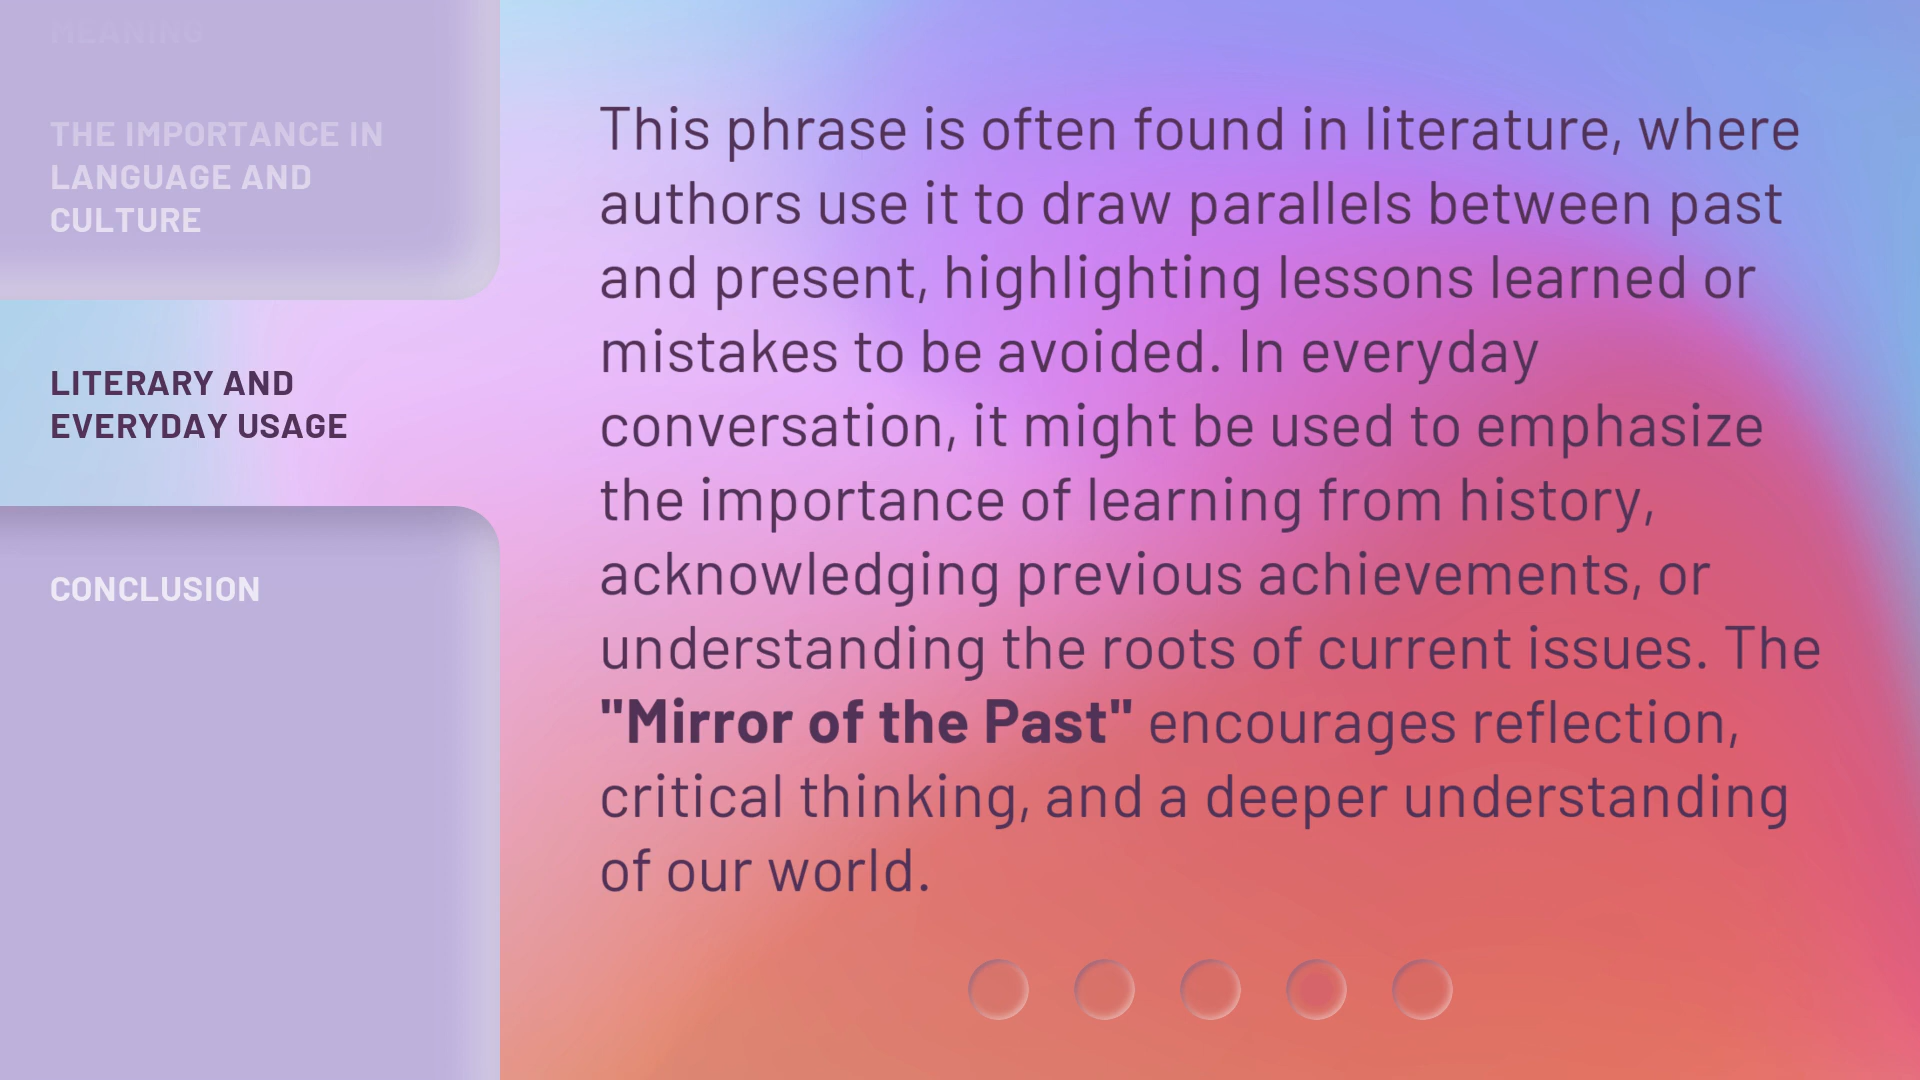 MEANING
THE IMPORTANCE IN
LANGUAGE AND
CULTURE
LITERARY AND
EVERYDAY USAGE
CONCLUSION
This phrase is often found in literature, where
authors use it to draw parallels between past
and present, highlighting lessons learned or
mistakes to be avoided. In everyday
conversation, it might be used to emphasize
the importance of learning from history,
acknowledging previous achievements, or
understanding the roots of current issues. The
"Mirror of the Past" encourages reflection,
critical thinking, and a deeper understanding
of our world.